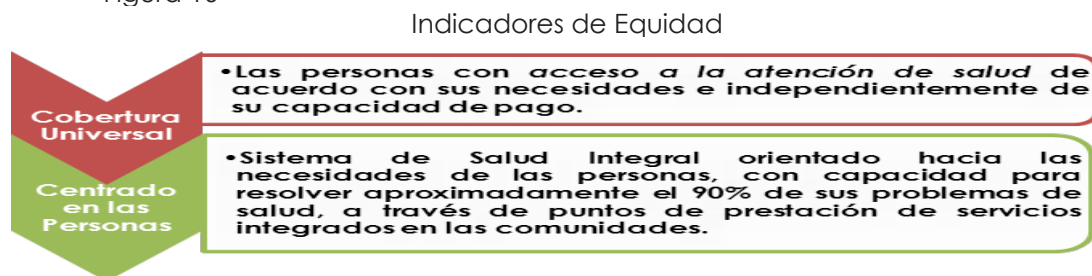 Indicadores de Equidad
Cobertura
Universal
•Las personas con acceso a la atención de salud de
acuerdo con sus necesidades e independientemente de
su capacidad de pago.
Centrado
en las
Personas
•Sistema de Salud Integral orientado hacia las
necesidades de las personas, con capacidad para
resolver aproximadamente el 90% de sus problemas de
salud, a través de puntos de prestación de servicios
integrados en las comunidades.